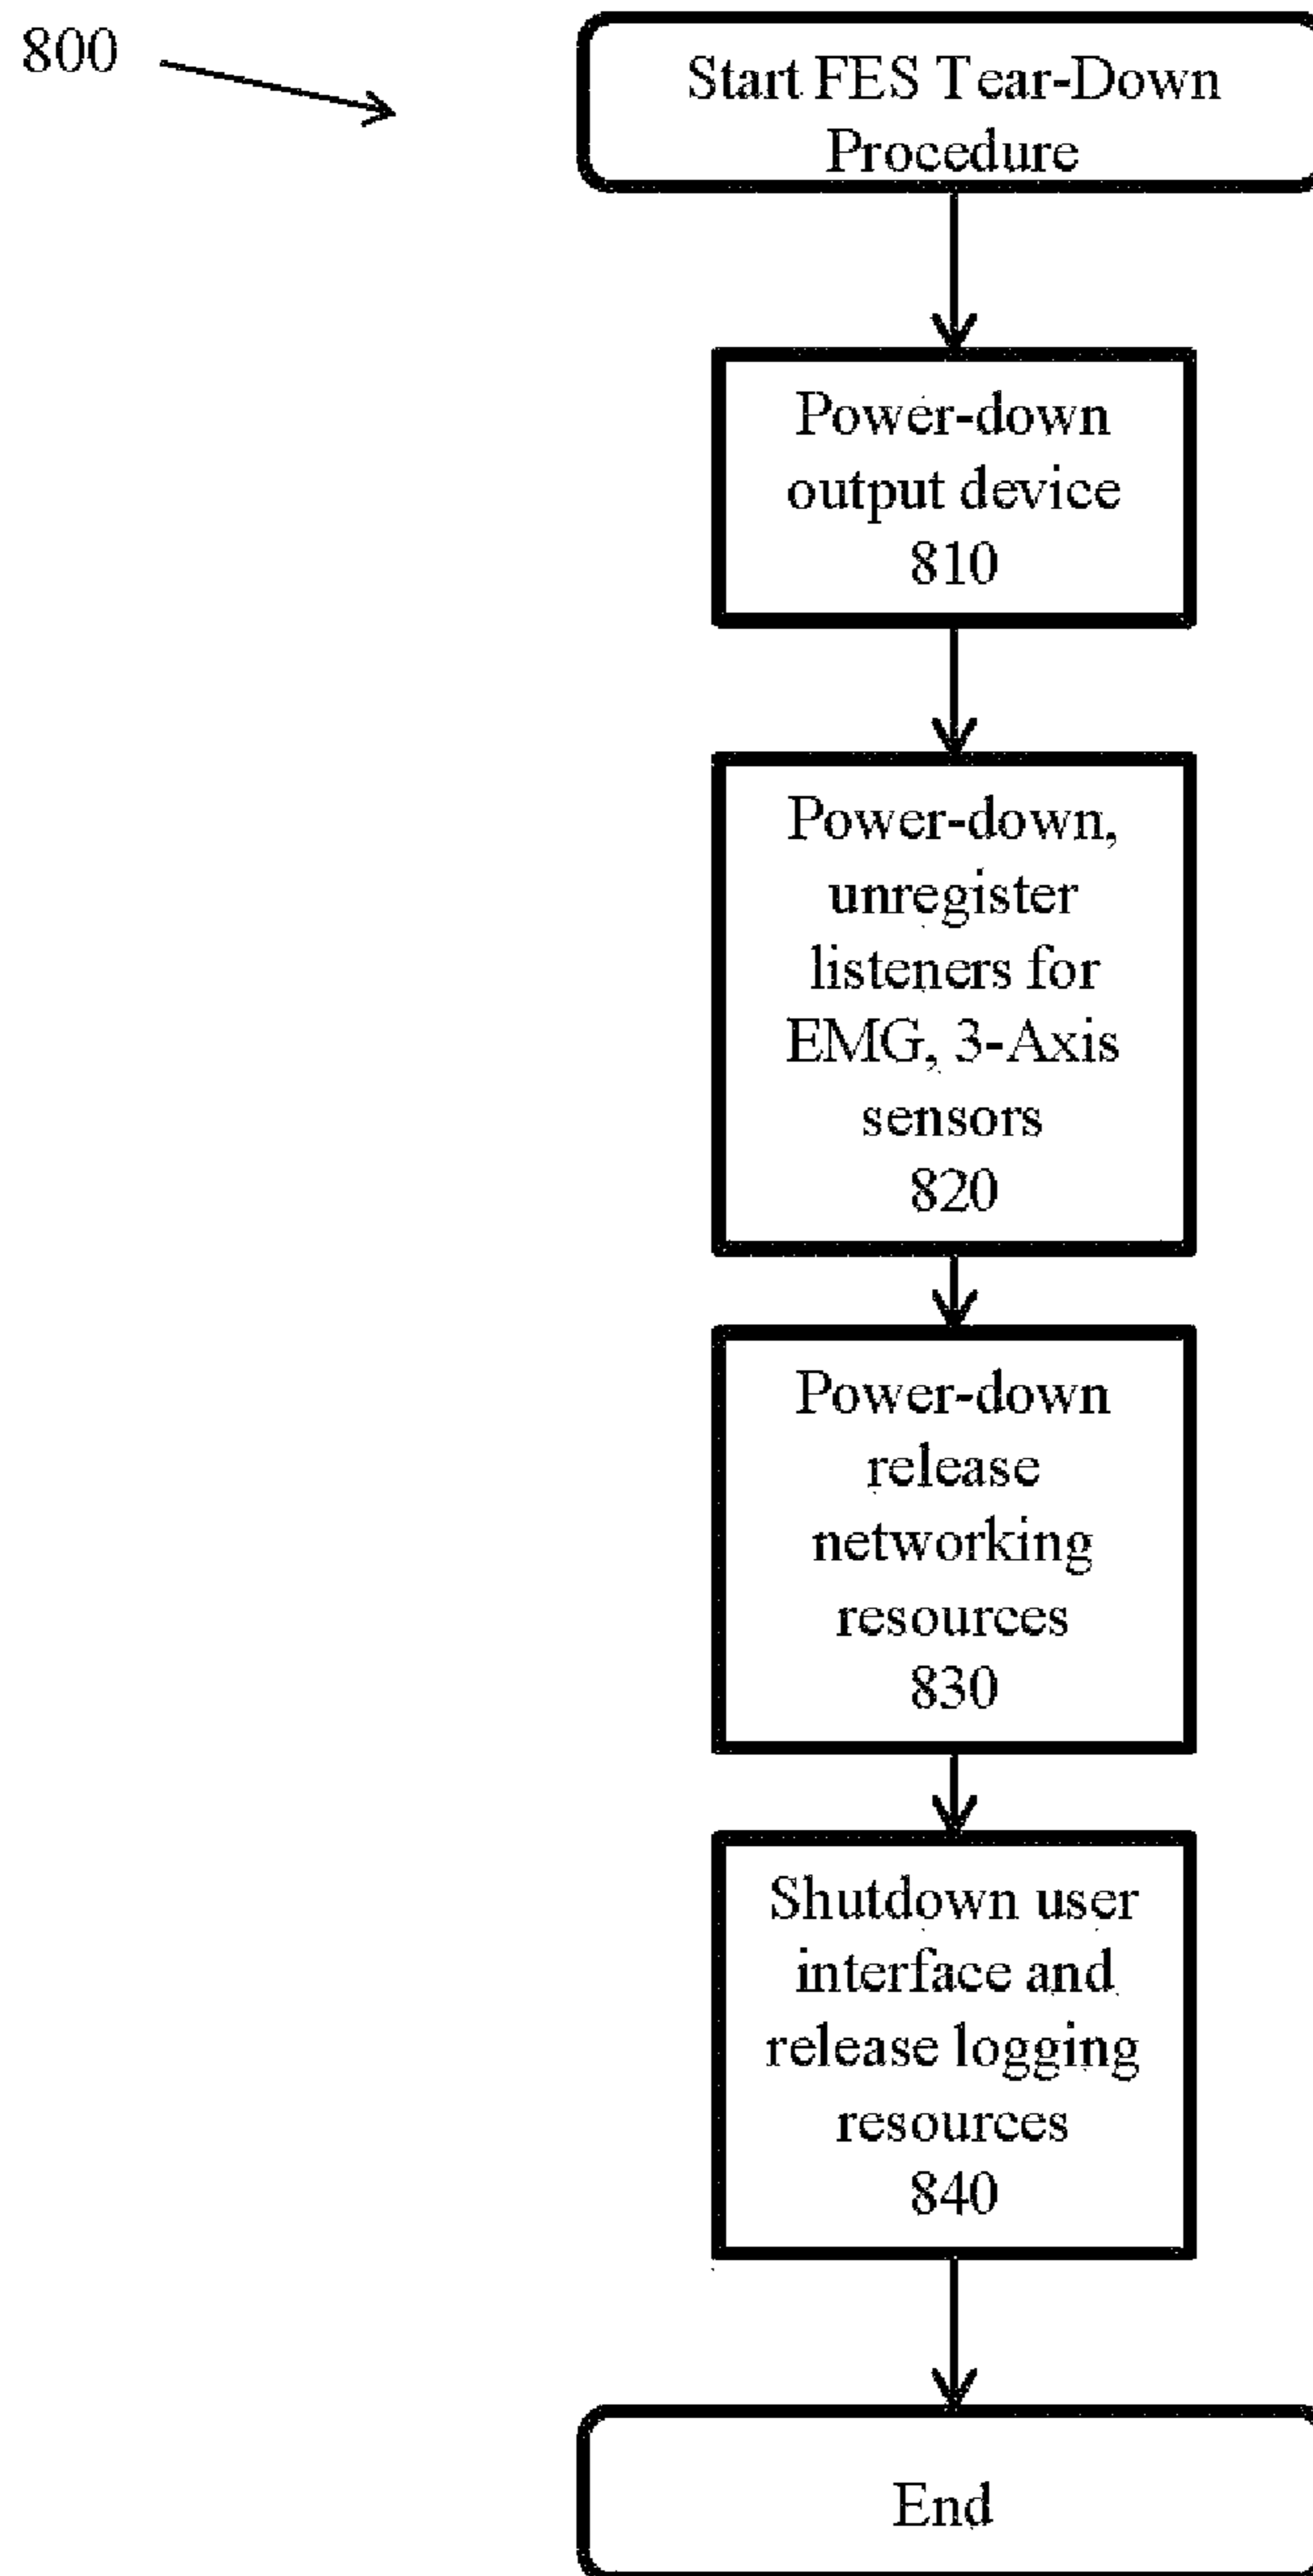 800
Start FES Tear-Down
Procedure
Power-down
output device
810
Power-down,
unregister
listeners for
EMG, 3-Axis
sensors
820
Power-down
release
networking
resources
830
Shutdown user
interface and
release logging
resources
840
End